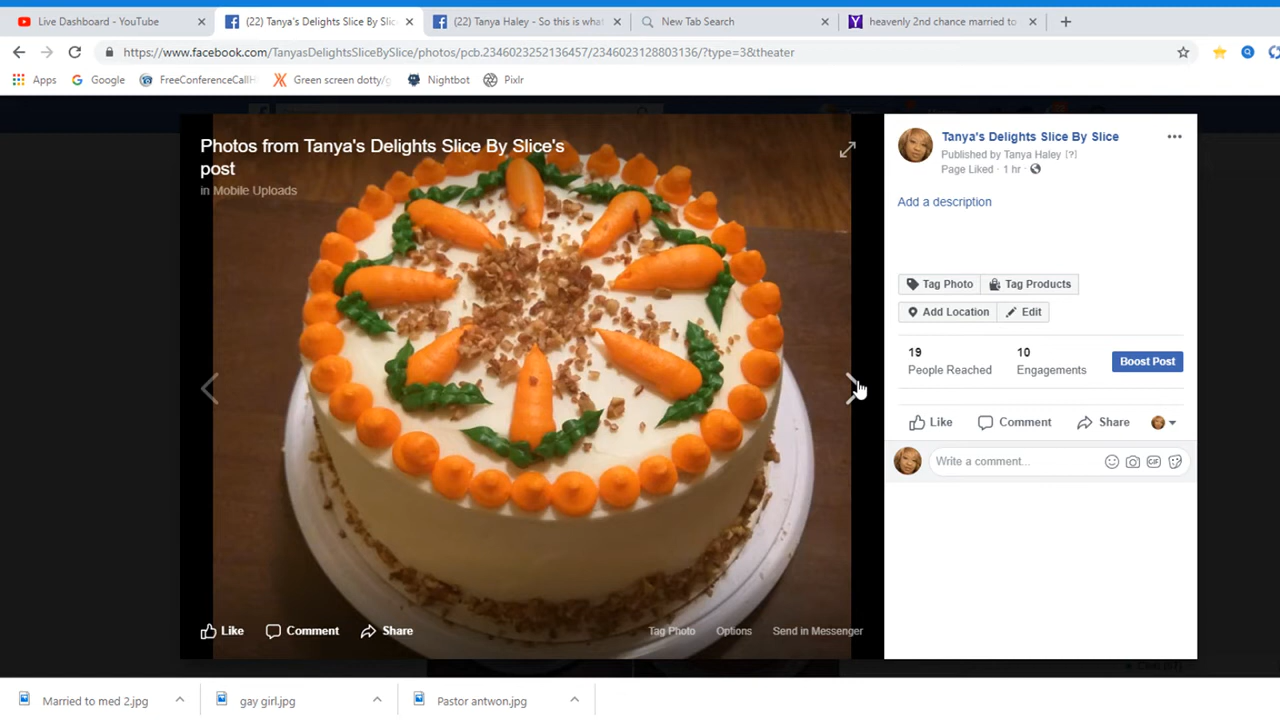 Live Dashboard - YouTube
(22) Tanya's Delights Slice By Slic
(22) Tanya Haley - So this is what
New Tab Search
heavenly 2nd chance married to
https://www.facebook.com/TanyasDelightsSliceBySlice/photos/pcb.2346023252136457/2346023128803136/?type=3&theater
Apps
Google
FreeConferenceCallH
Green screen dotty/g
Nightbot
Pixlr
Photos from Tanya's Delights Slice By Slice's
post
in Mobile Uploads
Like
Comment
Share
Tag Photo
Options
Send in Messenger
Tanya's Delights Slice By Slice
Published by Tanya Haley [?]
Page Liked · 1 hr ·
Add a description
Tag Photo
Tag Products
Add Location
Edit
19
People Reached
10
Engagements
Boost Post
Like
Comment
Share
Write a comment...
GIF
Married to med 2.jpg
gay girl.jpg
Pastor antwon.jpg